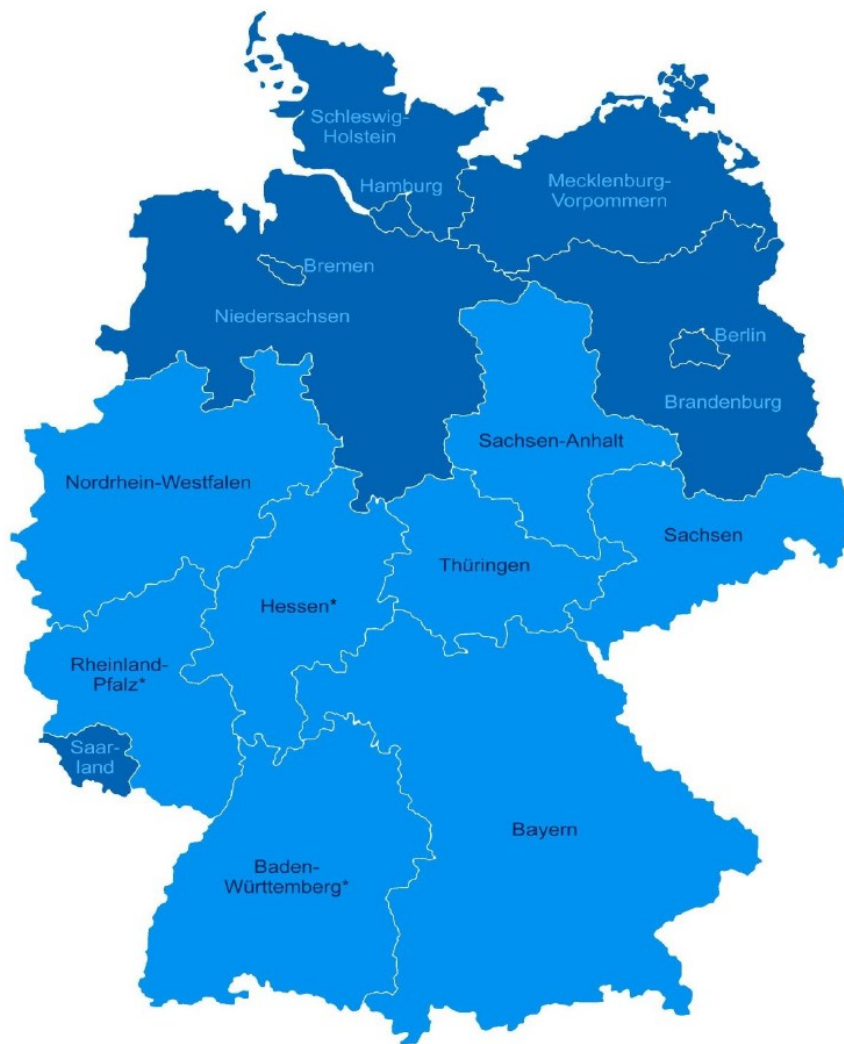 Schleswig-
Holstein
Hamburg
Mecklenburg-
Vorpommern
Bremen
Niedersachsen
Berlin
Brandenburg
Sachsen-Anhalt
Nordrhein-Westfalen
Sachsen
Thüringen
Hessen*
Rheinland-
Pfalz*
Saar-
land
Bayern
Baden-
Württemberg*